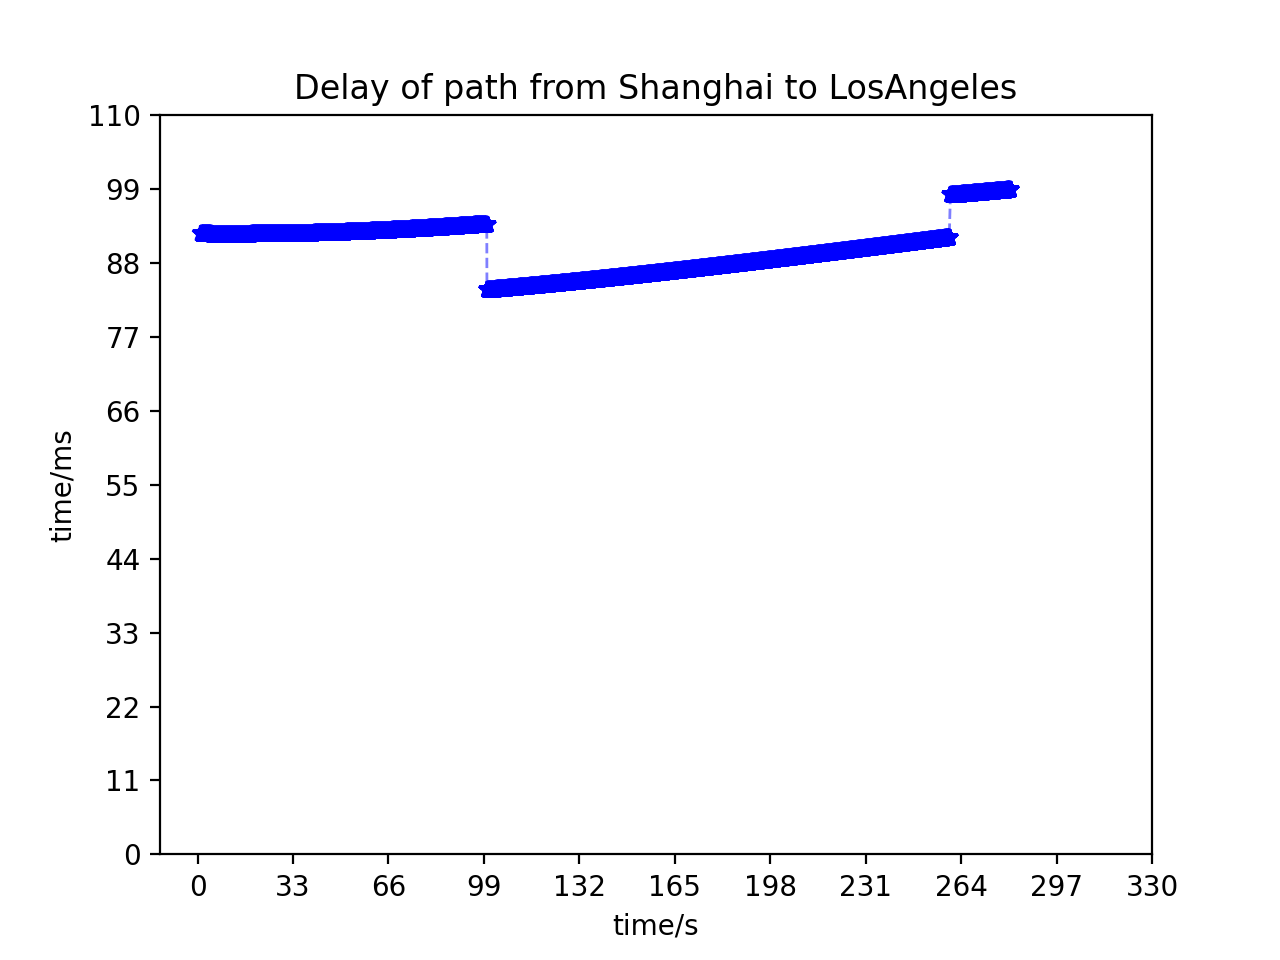 Delay of path from Shanghai to LosAngeles
110
99
88
77
66
55
44
33
22
11
0
time/ms
0 33 66 99 132 165 198 231 264 297 330
time/s